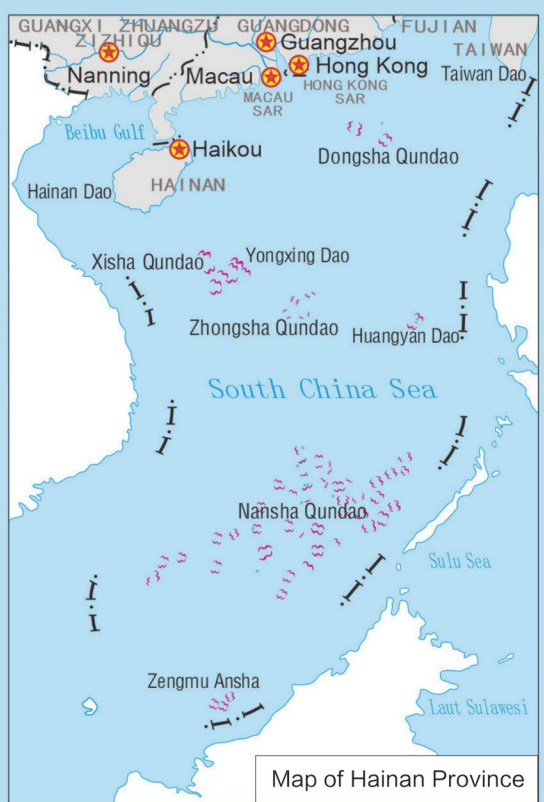 GUANGXI ZHUANGZU
ZIZHIQU
GUANGDONG
FUJIAN
TAIWAN
Nanning
Guangzhou
Macau
Hong Kong
Taiwan Dao
MACAU
SAR
HONG KONG
SAR
Beibu Gulf
Haikou
Dongsha Qundao
Hainan Dao
HAINAN
Xisha Qundao
Yongxing Dao
Zhongsha Qundao
Huangyan Dao
South China Sea
Nansha Qundao
Sulu Sea
Zengmu Ansha
Laut Sulawesi
Map of Hainan Province